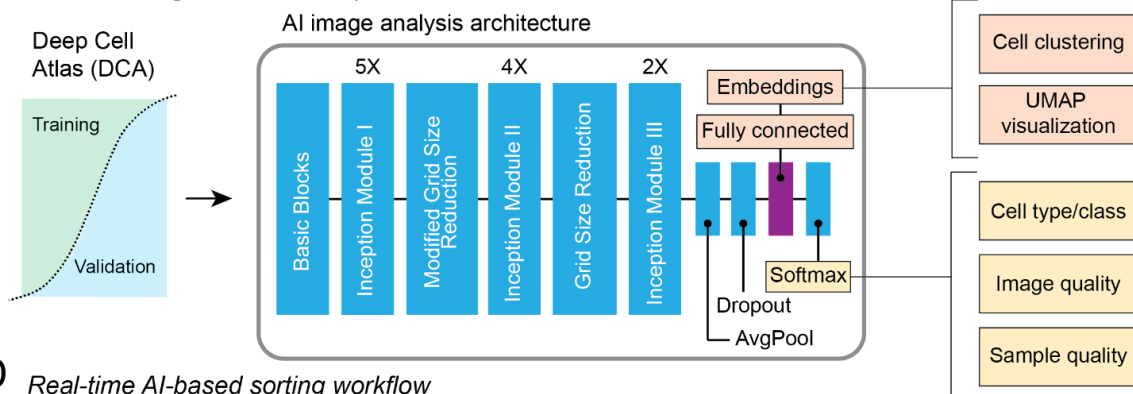 AI image analysis architecture
Deep Cell
Atlas (DCA)
Training
Validation
5X
4X
2X
Basic Blocks
Inception Module I
Modified Grid Size
Reduction
Inception Module II
Grid Size Reduction
Inception Module III
Embeddings
Fully connected
Softmax
Dropout
AvgPool
Cell clustering
UMAP
visualization
Cell type/class
Image quality
Sample quality
Real-time AI-based sorting workflow